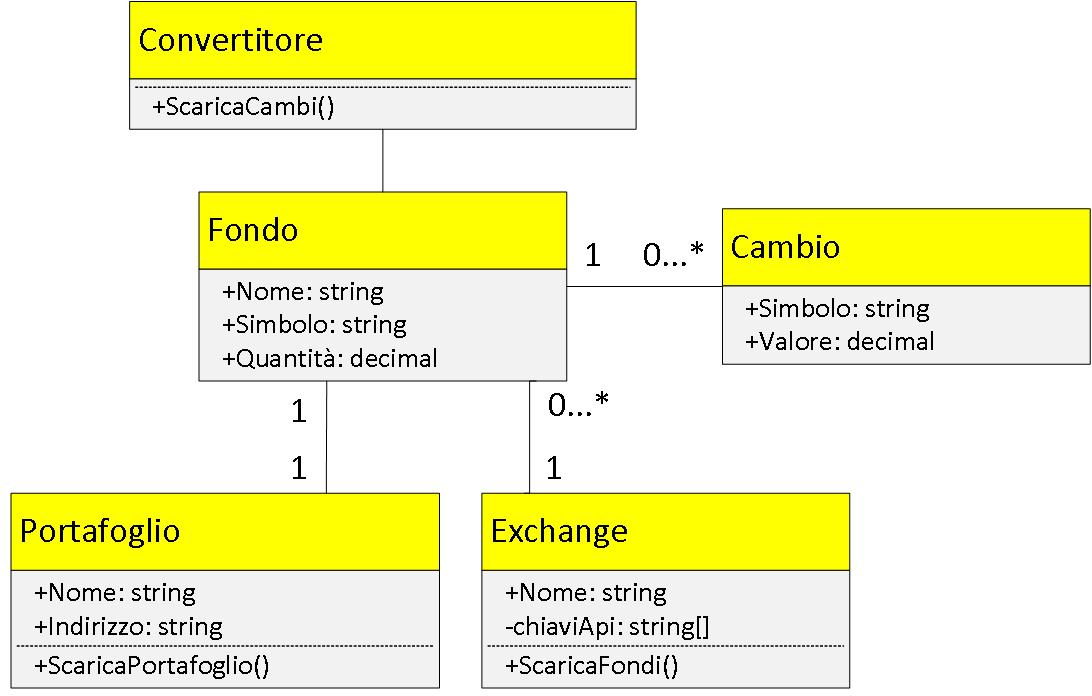 Convertitore
+ScaricaCambi()
Fondo
+Nome: string
+Simbolo: string
+Quantità: decimal
1 0...*
Cambio
+Simbolo: string
+Valore: decimal
1
1
0...*
1
Portafoglio
+Nome: string
+Indirizzo: string
+ScaricaPortafoglio()
Exchange
+Nome: string
-chiaviApi: string[]
+ScaricaFondi()